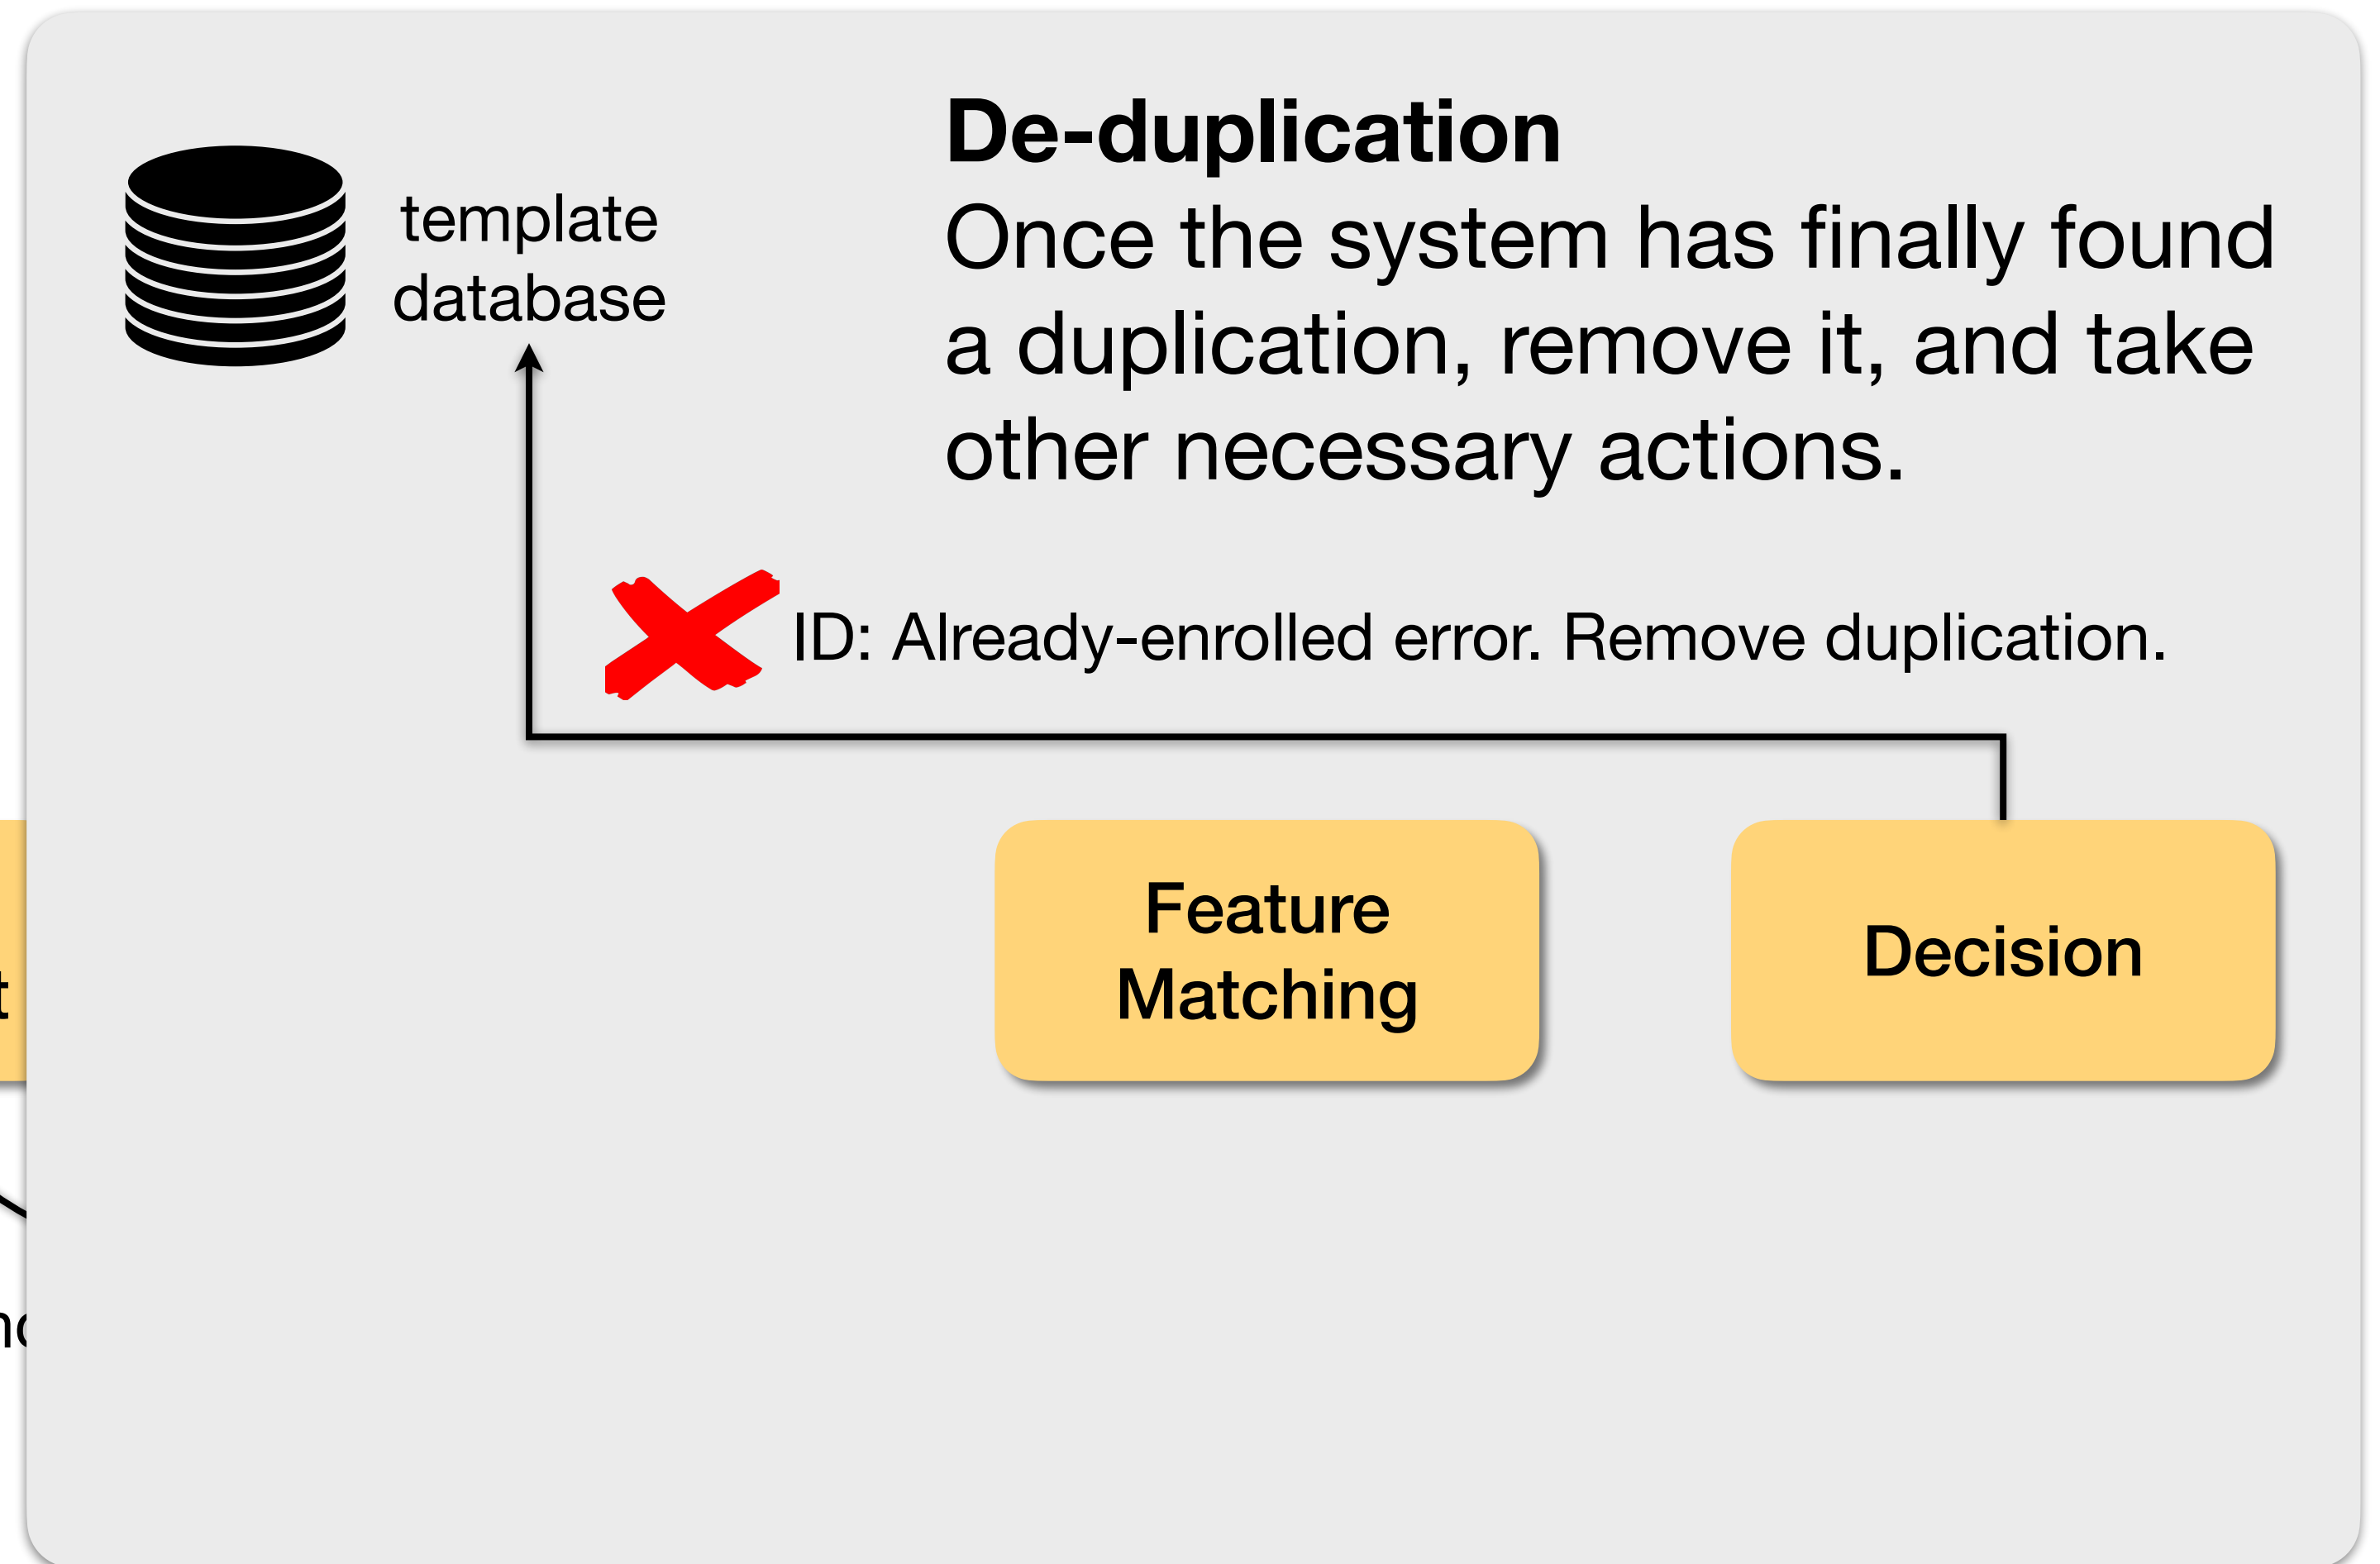 De-duplication
template
database
Once the system has finally found
a duplication, remove it, and take
other necessary actions.
ID: Already-enrolled error. Remove duplication.
Feature
Matching
Decision